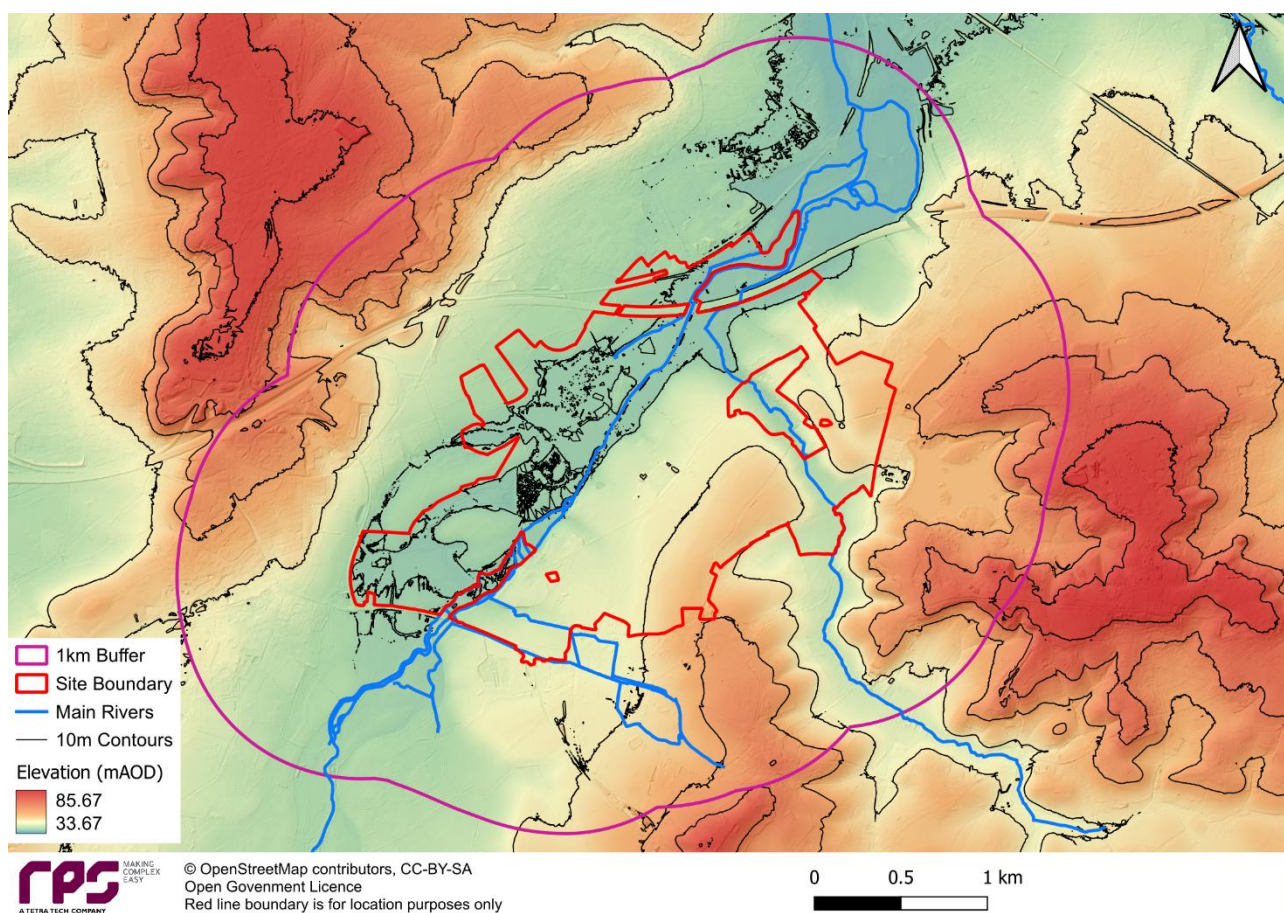 1km Buffer
Site Boundary
Main Rivers
10m Contours
Elevation (mAOD)
85.67
33.67
rps
MAKING
COMPLEX
EASY
A TETRA TECH COMPANY
© OpenStreetMap contributors, CC-BY-SA
Open Govenment Licence
Red line boundary is for location purposes only
0 0.5 1 km